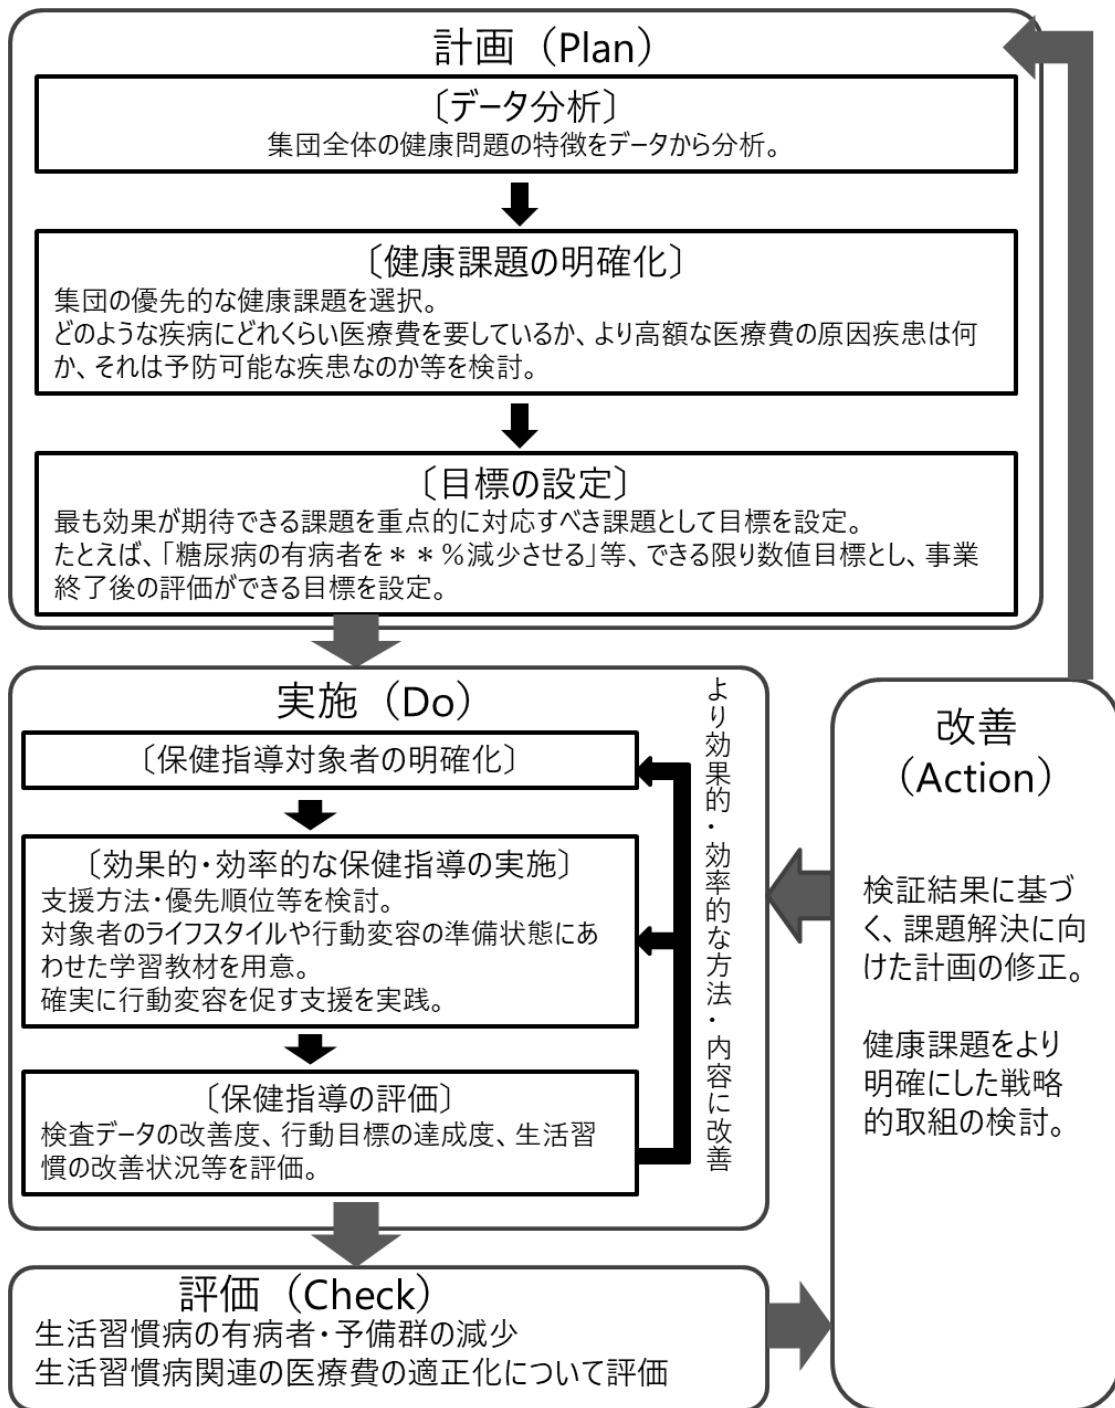 計画（Plan）
〔データ分析〕
集団全体の健康問題の特徴をデータから分析。
〔健康課題の明確化〕
集団の優先的な健康課題を選択。
どのような疾病にどれくらい医療費を要しているか、より高額な医療費の原因疾患は何
か、それは予防可能な疾患なのか等を検討。
〔目標の設定〕
最も効果が期待できる課題を重点的に対応すべき課題として目標を設定。
たとえば、「糖尿病の有病者を＊＊％減少させる」等、できる限り数値目標とし、事業
終了後の評価ができる目標を設定。
実施（Do）
〔保健指導対象者の明確化〕
〔効果的・効率的な保健指導の実施〕
支援方法・優先順位等を検討。
対象者のライフスタイルや行動変容の準備状態にあ
わせた学習教材を用意。
確実に行動変容を促す支援を実践。
〔保健指導の評価〕
検査データの改善度、行動目標の達成度、生活習
慣の改善状況等を評価。
より効果的・効率的な方法・内容に改善
評価（Check）
生活習慣病の有病者・予備群の減少
生活習慣病関連の医療費の適正化について評価
改善
（Action）
検証結果に基づ
く、課題解決に向
けた計画の修正。
健康課題をより
明確にした戦略
的取組の検討。